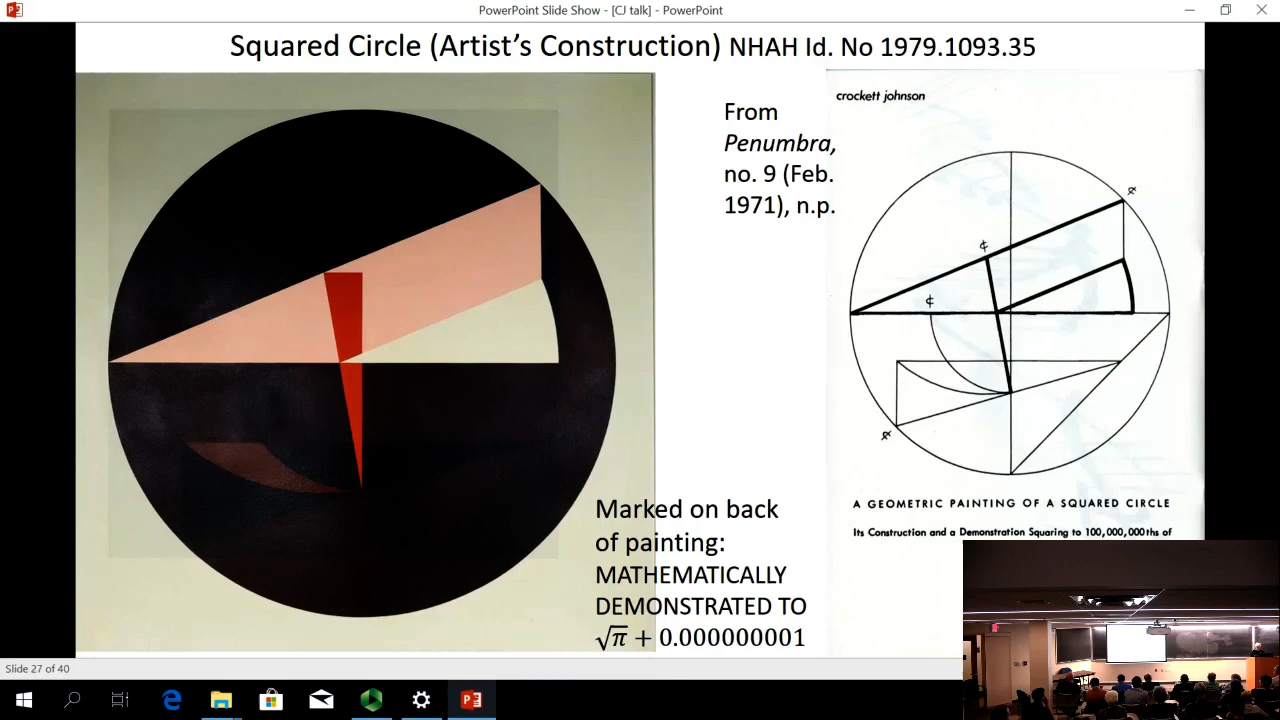 PowerPoint Slide Show - [CJ talk] - PowerPoint
Squared Circle (Artist's Construction) NHAH Id. No 1979.1093.35
From
Penumbra,
no. 9 (Feb.
1971), n.p.
crockett johnson
¢
¢
A GEOMETRIC PAINTING OF A SQUARED CIRCLE
Its Construction and a Demonstration Squaring to 100,000,000ths of
Marked on back
of painting:
MATHEMATICALLY
DEMONSTRATED TO
√π + 0.000000001
Slide 27 of 40